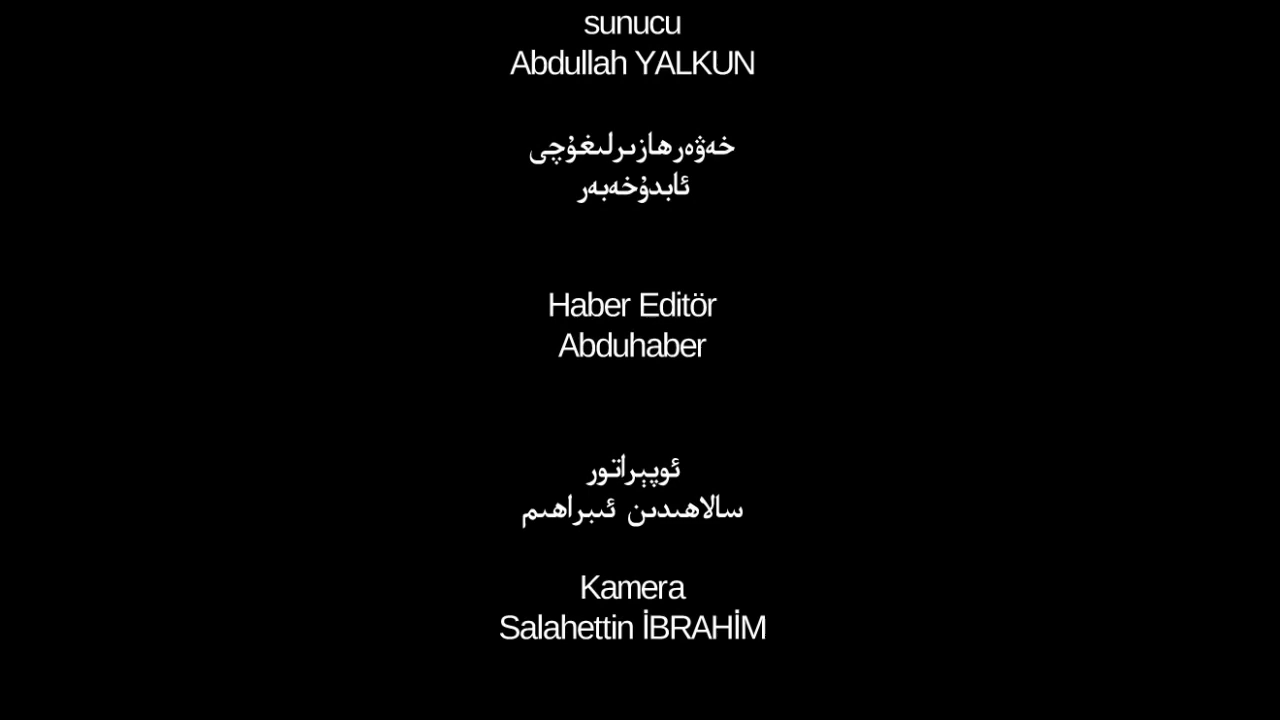 sunucu
Abdullah YALKUN
خەۋەرھازىرلىغۇچى
ئابدۇخەبەر
Haber Editör
Abduhaber
ئوپېراتور
سالاھىدىن ئىبراھىم
Kamera
Salahettin İBRAHİM